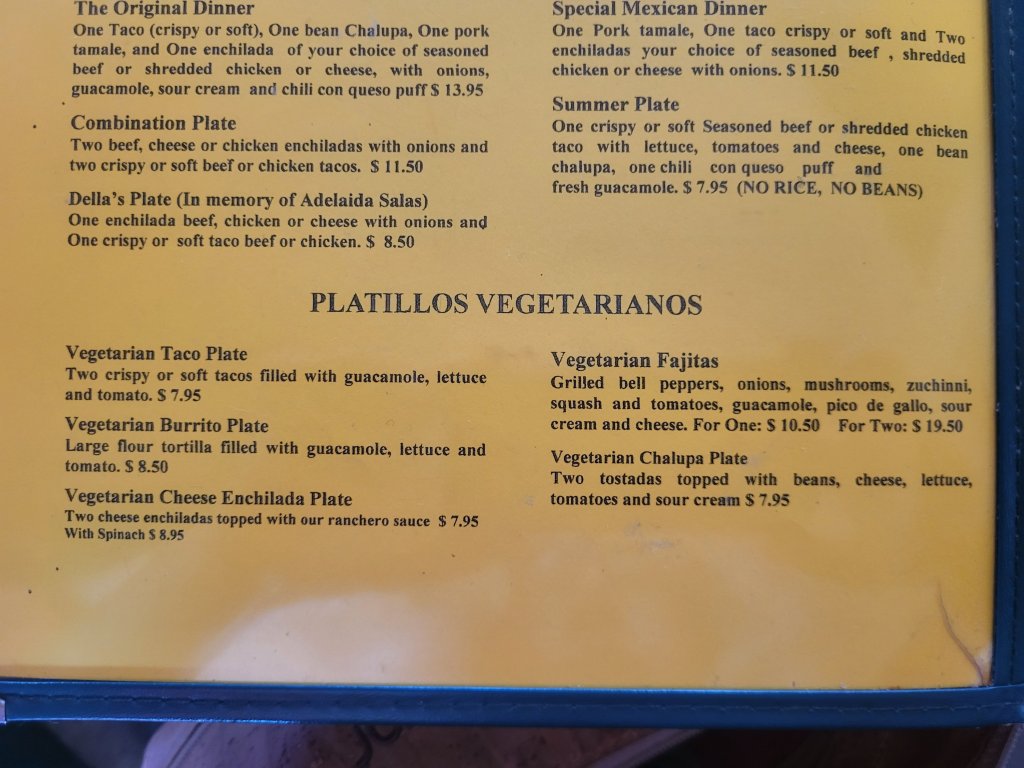 The Original Dinner
One Taco (crispy or soft), One bean Chalupa, One pork
tamale, and One enchilada of your choice of seasoned
beef or shredded chicken or cheese, with onions,
guacamole, sour cream and chili con queso puff $ 13.95
Combination Plate
Two beef, cheese or chicken enchiladas with onions and
two crispy or soft beef or chicken tacos. $ 11.50
Della's Plate (In memory of Adelaida Salas)
One enchilada beef, chicken or cheese with onions and
One crispy or soft taco beef or chicken. $ 8.50
Special Mexican Dinner
One Pork tamale, One taco crispy or soft and Two
enchiladas your choice of seasoned beef , shredded
chicken or cheese with onions. $ 11.50
Summer Plate
One crispy or soft Seasoned beef or shredded chicken
taco with lettuce, tomatoes and cheese, one bean
chalupa, one chili con queso puff and
fresh guacamole. $ 7.95 (NO RICE, NO BEANS)
PLATILLOS VEGETARIANOS
Vegetarian Taco Plate
Two crispy or soft tacos filled with guacamole, lettuce
and tomato. $ 7.95
Vegetarian Burrito Plate
Large flour tortilla filled with guacamole, lettuce and
tomato. $ 8.50
Vegetarian Cheese Enchilada Plate
Two cheese enchiladas topped with our ranchero sauce $ 7.95
With Spinach $ 8.95
Vegetarian Fajitas
Grilled bell peppers, onions, mushrooms, zuchinni,
squash and tomatoes, guacamole, pico de gallo, sour
cream and cheese. For One: $ 10.50 For Two: $ 19.50
Vegetarian Chalupa Plate
Two tostadas topped with beans, cheese, lettuce,
tomatoes and sour cream $ 7.95